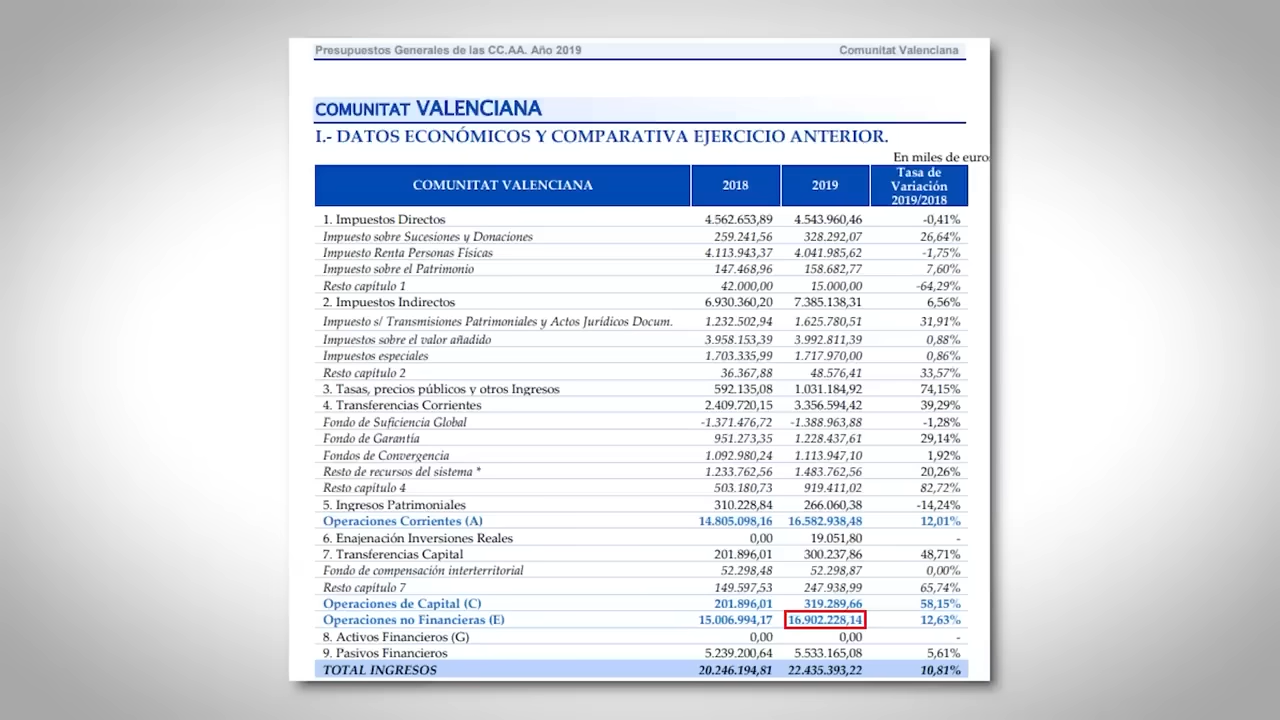 Presupuestos Generales de las CC.AA. Año 2019 Comunitat Valenciana
COMUNITAT VALENCIANA
I.- DATOS ECONÓMICOS Y COMPARATIVA EJERCICIO ANTERIOR.
En miles de euro
COMUNITAT VALENCIANA 2018 2019 Tasa de Variación 2019/2018
1. Impuestos Directos 4.562.653,89 4.543.960,46 -0,41%
Impuesto sobre Sucesiones y Donaciones 259.241,56 328.292,07 26,64%
Impuesto Renta Personas Físicas 4.113.943,37 4.041.985,62 -1,75%
Impuesto sobre el Patrimonio 147.468,96 158.682,77 7,60%
Resto capítulo 1 42.000,00 15.000,00 -64,29%
2. Impuestos Indirectos 6.930.360,20 7.385.138,31 6,56%
Impuesto s/ Transmisiones Patrimoniales y Actos Jurídicos Docum. 1.232.502,94 1.625.780,51 31,91%
Impuestos sobre el valor añadido 3.958.153,39 3.992.811,39 0,88%
Impuestos especiales 1.703.335,99 1.717.970,00 0,86%
Resto capítulo 2 36.367,88 48.576,41 33,57%
3. Tasas, precios públicos y otros Ingresos 592.135,08 1.031.184,92 74,15%
4. Transferencias Corrientes 2.409.720,15 3.356.594,42 39,29%
Fondo de Suficiencia Global -1.371.476,72 -1.388.963,88 -1,28%
Fondo de Garantía 951.273,35 1.228.437,61 29,14%
Fondos de Convergencia 1.092.980,24 1.113.947,10 1,92%
Resto de recursos del sistema * 1.233.762,56 1.483.762,56 20,26%
Resto capítulo 4 503.180,73 919.411,02 82,72%
5. Ingresos Patrimoniales 310.228,84 266.060,38 -14,24%
Operaciones Corrientes (A) 14.805.098,16 16.582.938,48 12,01%
6. Enajenación Inversiones Reales 0,00 19.051,80 -
7. Transferencias Capital 201.896,01 300.237,86 48,71%
Fondo de compensación interterritorial 52.298,48 52.298,87 0,00%
Resto capítulo 7 149.597,53 247.938,99 65,74%
Operaciones de Capital (C) 201.896,01 319.289,66 58,15%
Operaciones no Financieras (E) 15.006.994,17 16.902.228,14 12,63%
8. Activos Financieros (G) 0,00 0,00 -
9. Pasivos Financieros 5.239.200,64 5.533.165,08 5,61%
TOTAL INGRESOS 20.246.194,81 22.435.393,22 10,81%